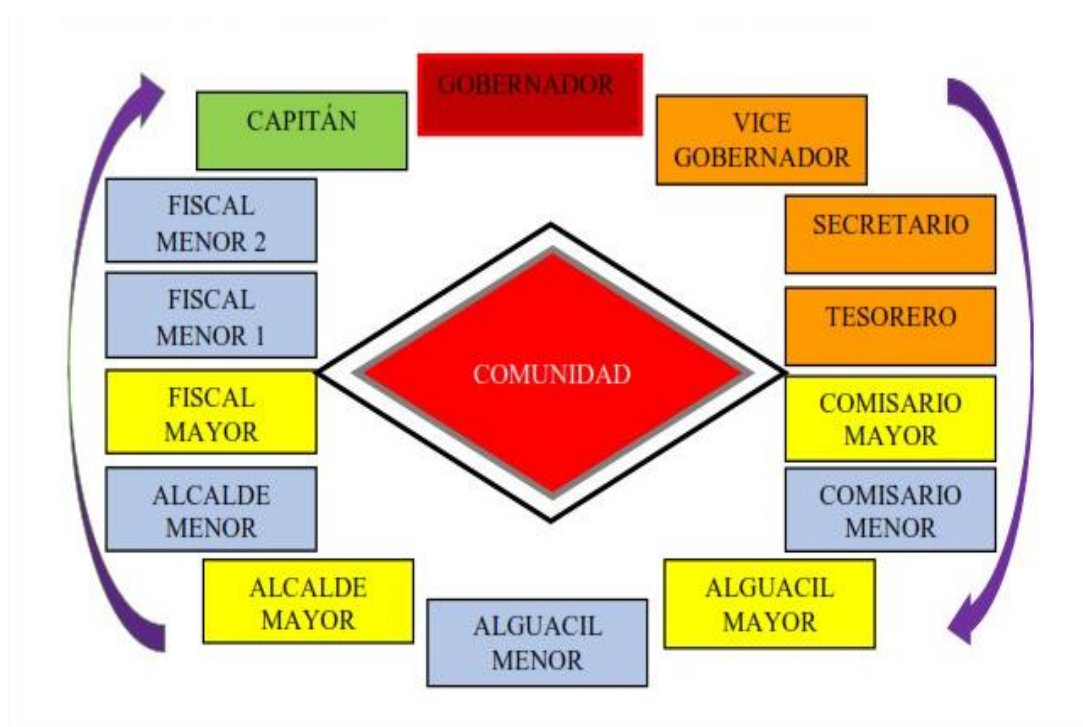 GOBERNADOR
CAPITÁN
VICE
GOBERNADOR
FISCAL
MENOR 2
SECRETARIO
FISCAL
MENOR 1
TESORERO
COMUNIDAD
FISCAL
MAYOR
COMISARIO
MAYOR
ALCALDE
MENOR
COMISARIO
MENOR
ALCALDE
MAYOR
ALGUACIL
MAYOR
ALGUACIL
MENOR